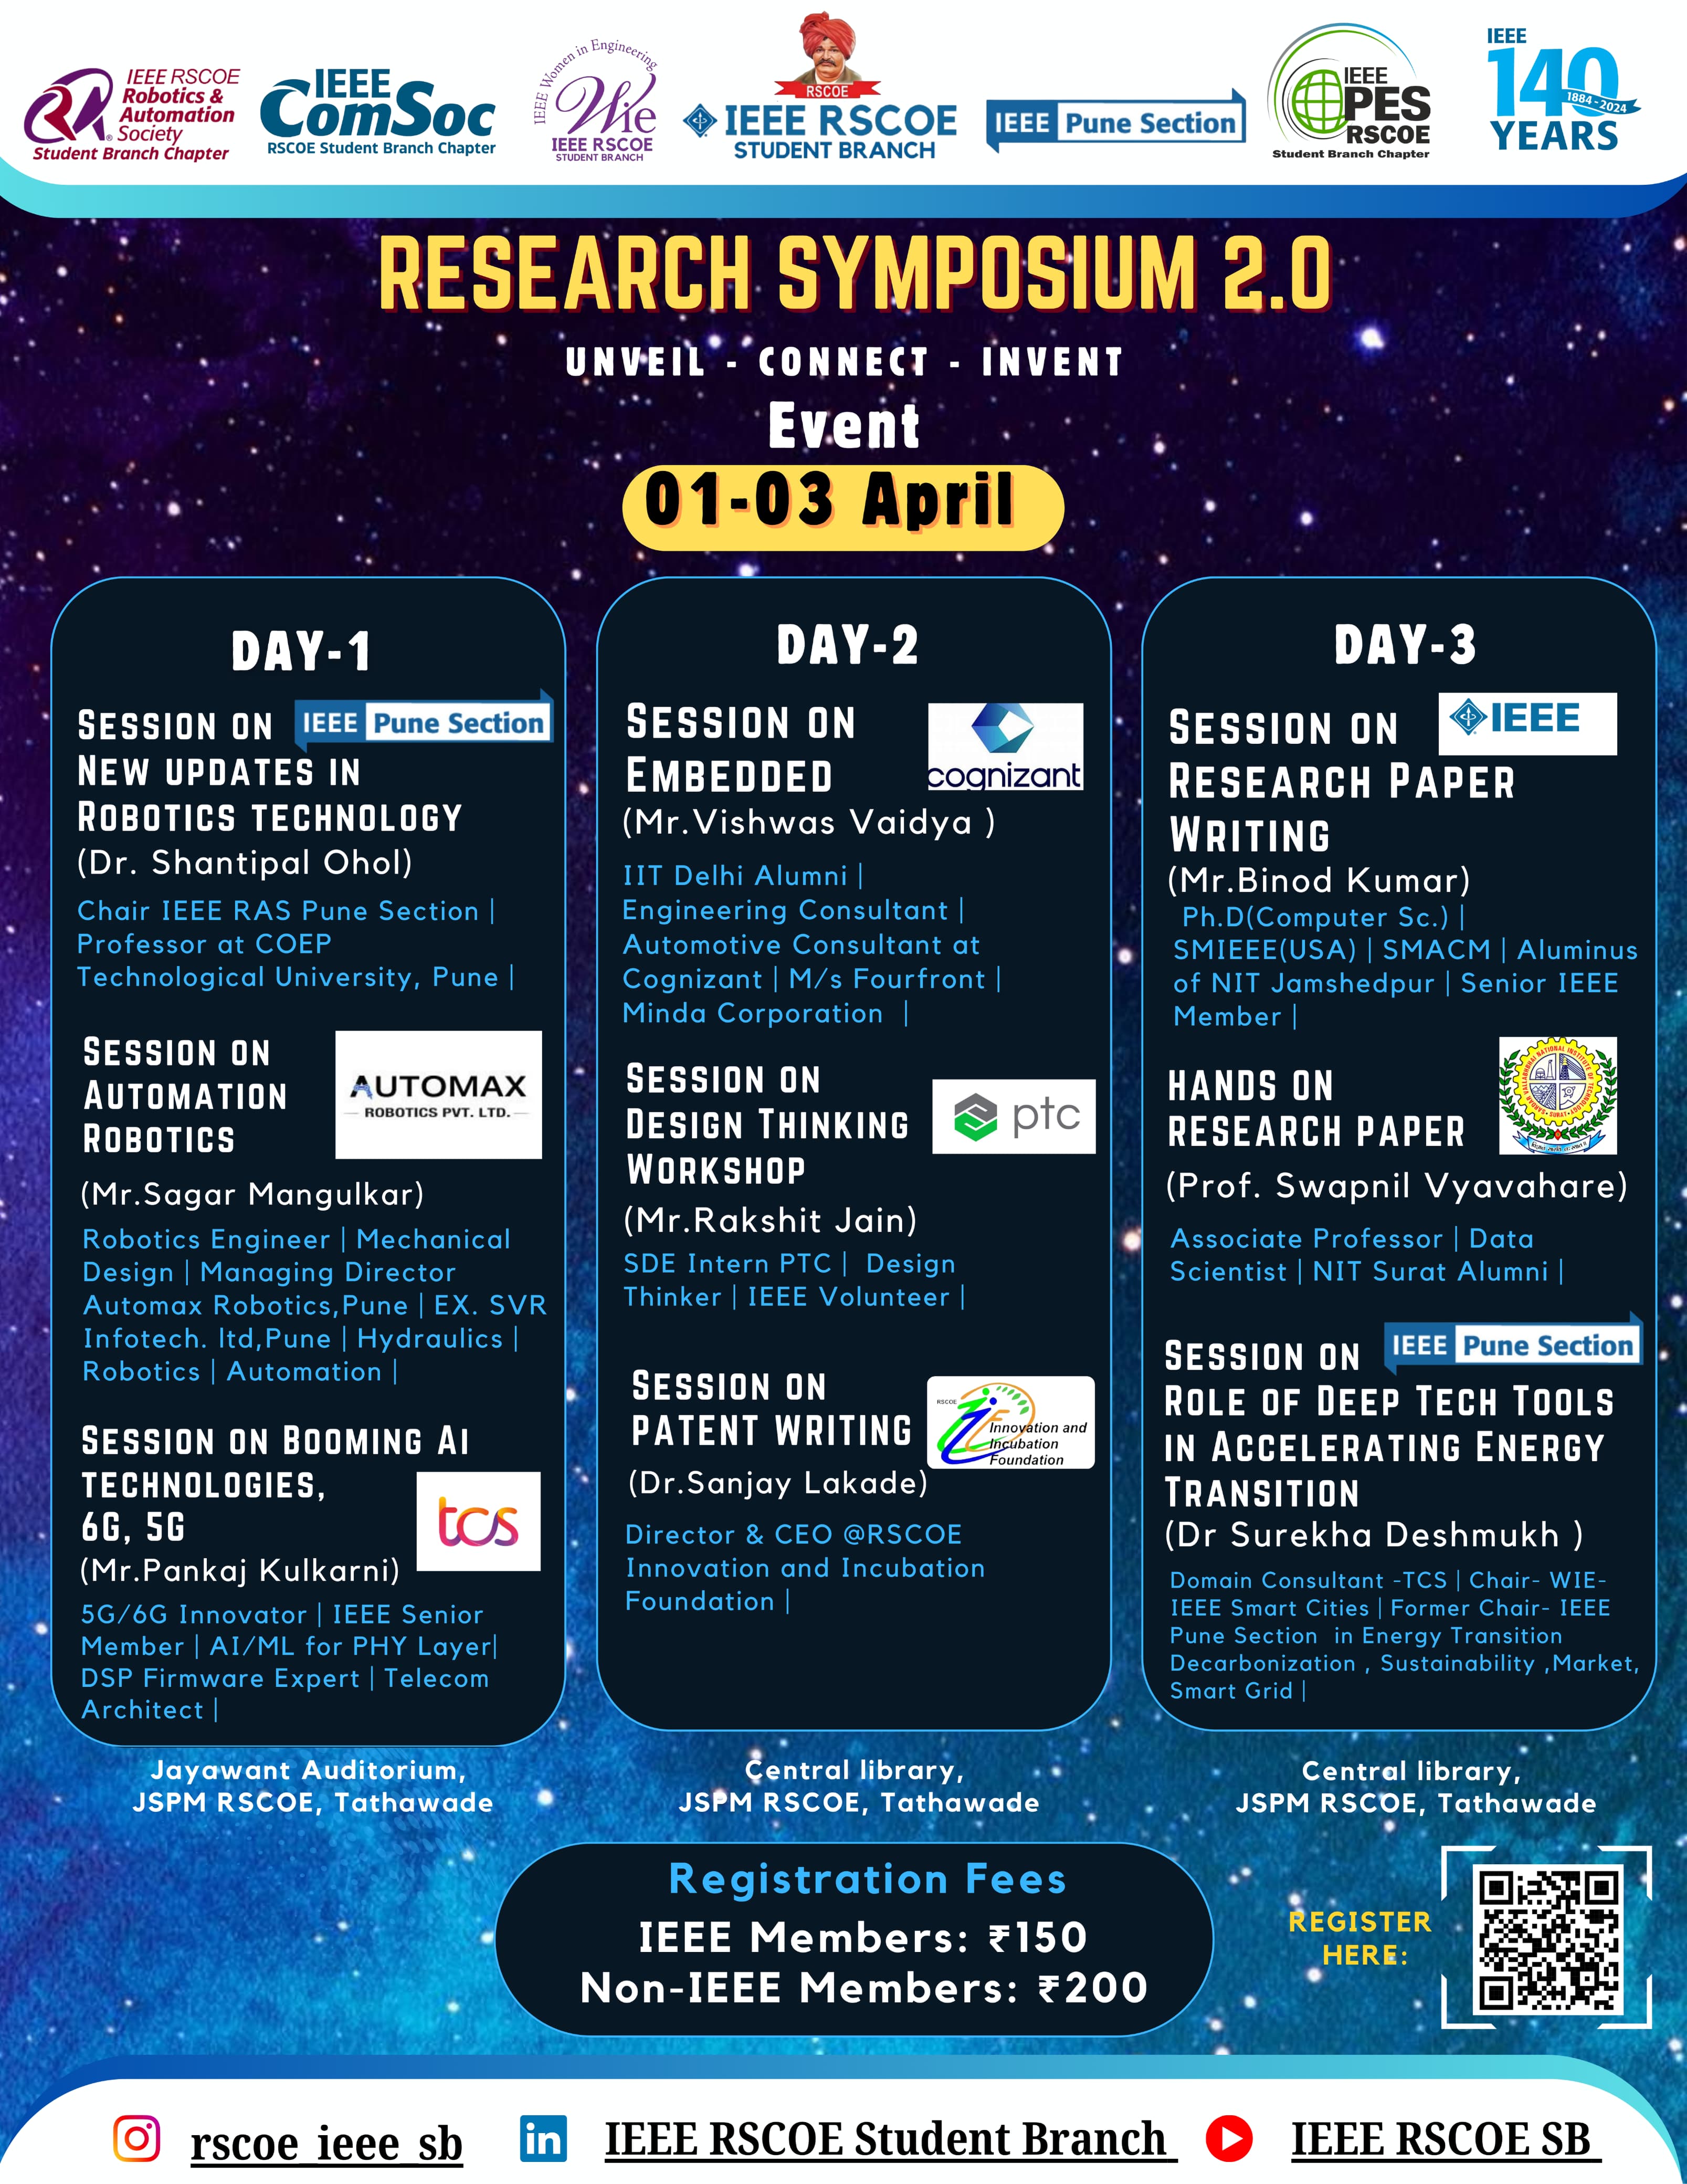 IEEE RSCOE
Robotics &
Automation
Society
Student Branch Chapter
IEEE
ComSoc
RSCOE Student Branch Chapter
IEEE Women in Engineering
Wie
IEEE RSCOE
STUDENT BRANCH
RSCOE
IEEE RSCOE
STUDENT BRANCH
IEEE Pune Section
IEEE
PES
RSCOE
Student Branch Chapter
IEEE
140
1884-2024
YEARS
RESEARCH SYMPOSIUM 2.0
UNVEIL - CONNECT - INVENT
Event
01-03 April
DAY-1
SESSION ON
IEEE Pune Section
NEW UPDATES IN
ROBOTICS TECHNOLOGY
(Dr. Shantipal Ohol)
Chair IEEE RAS Pune Section |
Professor at COEP
Technological University, Pune |
SESSION ON
AUTOMATION
ROBOTICS
AUTOMAX
ROBOTICS PVT. LTD.
(Mr.Sagar Mangulkar)
Robotics Engineer | Mechanical
Design | Managing Director
Automax Robotics,Pune | EX. SVR
Infotech. ltd,Pune | Hydraulics |
Robotics | Automation |
SESSION ON BOOMING AI
TECHNOLOGIES,
6G, 5G
tcs
(Mr.Pankaj Kulkarni)
5G/6G Innovator | IEEE Senior
Member | AI/ML for PHY Layer|
DSP Firmware Expert | Telecom
Architect |
Jayawant Auditorium,
JSPM RSCOE, Tathawade
DAY-2
SESSION ON
EMBEDDED
cognizant
(Mr.Vishwas Vaidya )
IIT Delhi Alumni |
Engineering Consultant |
Automotive Consultant at
Cognizant | M/s Fourfront |
Minda Corporation |
SESSION ON
DESIGN THINKING
WORKSHOP
ptc
(Mr.Rakshit Jain)
SDE Intern PTC | Design
Thinker | IEEE Volunteer |
SESSION ON
PATENT WRITING
RSCOE
Innovation and
Incubation
Foundation
(Dr.Sanjay Lakade)
Director & CEO @RSCOE
Innovation and Incubation
Foundation |
Central library,
JSPM RSCOE, Tathawade
DAY-3
SESSION ON
IEEE
RESEARCH PAPER
WRITING
(Mr.Binod Kumar)
Ph.D(Computer Sc.) |
SMIEEE(USA) | SMACM | Aluminus
of NIT Jamshedpur | Senior IEEE
Member |
HANDS ON
RESEARCH PAPER
(Prof. Swapnil Vyavahare)
Associate Professor | Data
Scientist | NIT Surat Alumni |
SESSION ON
IEEE Pune Section
ROLE OF DEEP TECH TOOLS
IN ACCELERATING ENERGY
TRANSITION
(Dr Surekha Deshmukh )
Domain Consultant -TCS | Chair- WIE-
IEEE Smart Cities | Former Chair- IEEE
Pune Section in Energy Transition
Decarbonization , Sustainability ,Market,
Smart Grid |
Central library,
JSPM RSCOE, Tathawade
Registration Fees
IEEE Members: ₹150
Non-IEEE Members: ₹200
REGISTER
HERE:
rscoe_ieee_sb
IEEE RSCOE Student Branch
IEEE RSCOE SB